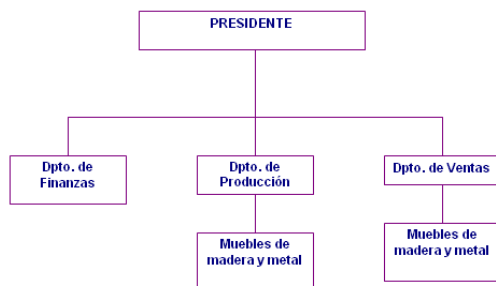 PRESIDENTE
Dpto. de
Finanzas
Dpto. de
Producción
Dpto. de Ventas
Muebles de
madera y metal
Muebles de
madera y metal